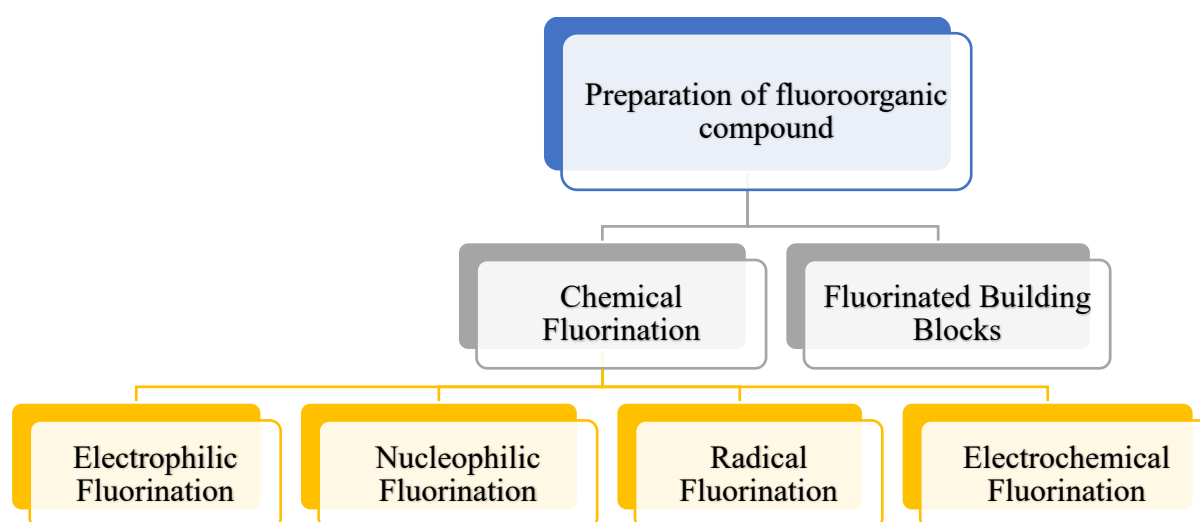 Preparation of fluoroorganic
compound
Chemical
Fluorination
Fluorinated Building
Blocks
Electrophilic
Fluorination
Nucleophilic
Fluorination
Radical
Fluorination
Electrochemical
Fluorination